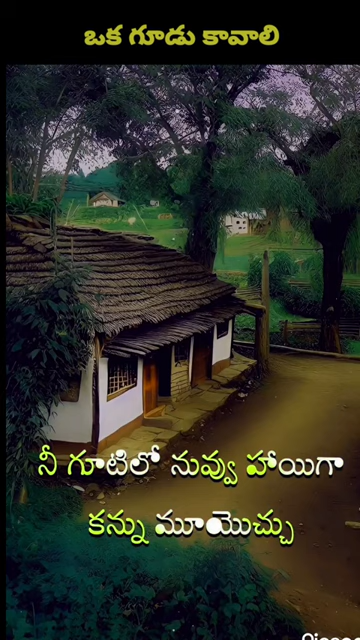 ఒక గూడు కావాలి
నీ గూటిలో నువ్వు హాయిగా
కన్ను మూయొచ్చు